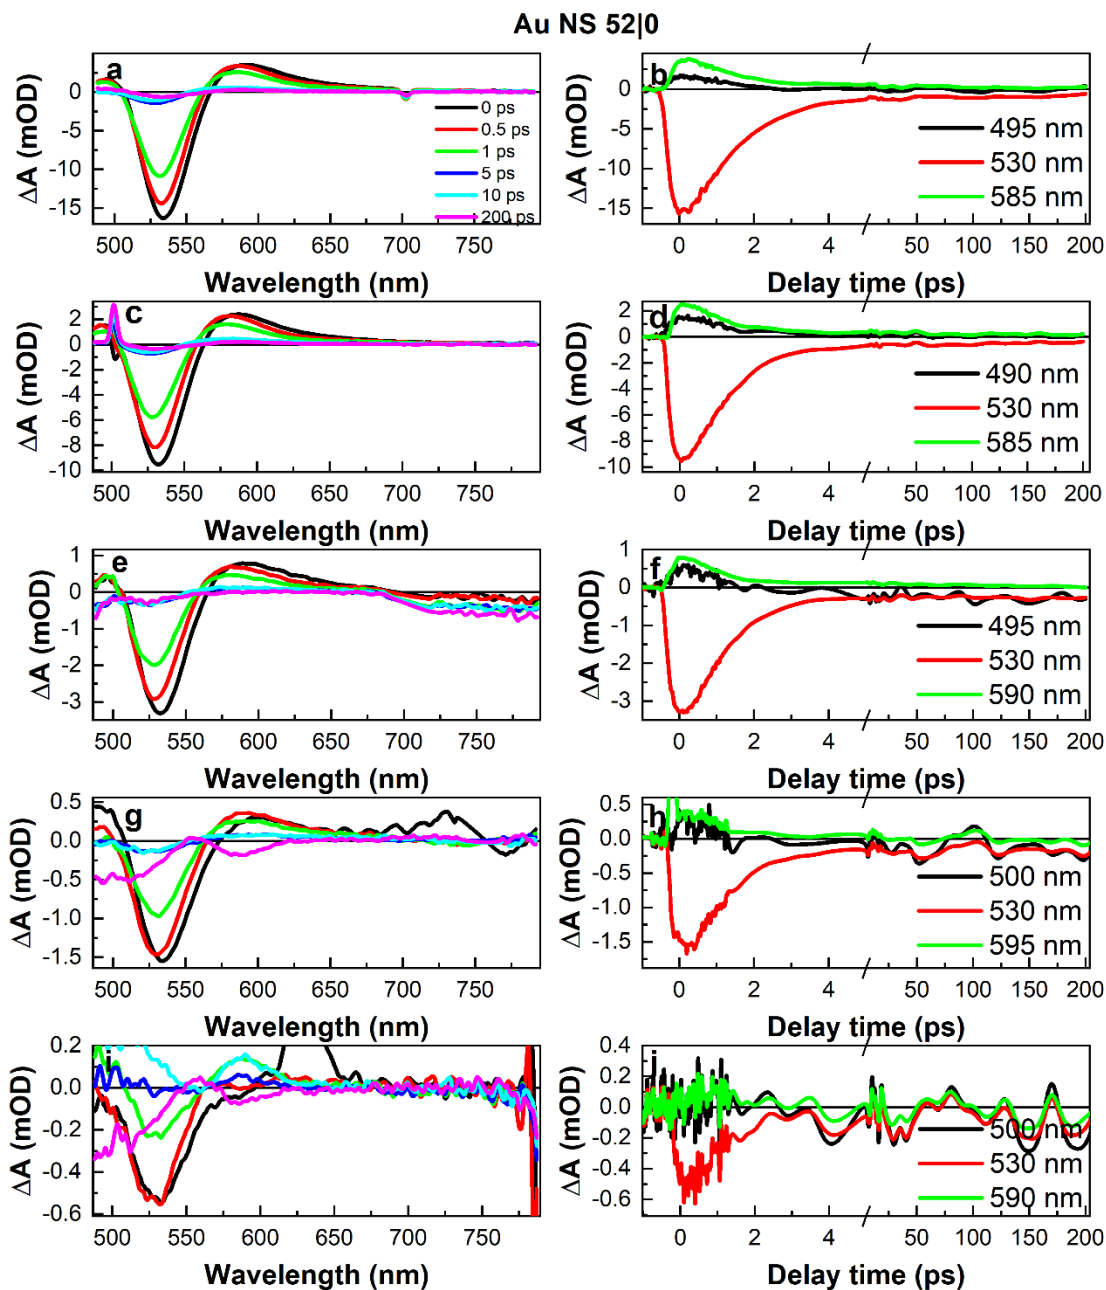 Au NS 52|0
a
ΔA (mOD)
0
-5
-10
-15
0 ps
0.5 ps
1 ps
5 ps
10 ps
200 ps
500 550 600 650 700 750
Wavelength (nm)
b
ΔA (mOD)
5
0
-5
-10
-15
495 nm
530 nm
585 nm
0 2 4 50 100 150 200
Delay time (ps)
c
ΔA (mOD)
2
0
-2
-4
-6
-8
-10
500 550 600 650 700 750
Wavelength (nm)
d
ΔA (mOD)
2
0
-2
-4
-6
-8
-10
490 nm
530 nm
585 nm
0 2 4 50 100 150 200
Delay time (ps)
e
ΔA (mOD)
1
0
-1
-2
-3
500 550 600 650 700 750
Wavelength (nm)
f
ΔA (mOD)
1
0
-1
-2
-3
495 nm
530 nm
590 nm
0 2 4 50 100 150 200
Delay time (ps)
g
ΔA (mOD)
0.5
0.0
-0.5
-1.0
-1.5
500 550 600 650 700 750
Wavelength (nm)
h
ΔA (mOD)
0.5
0.0
-0.5
-1.0
-1.5
500 nm
530 nm
595 nm
0 2 4 50 100 150 200
Delay time (ps)
i
ΔA (mOD)
0.2
0.0
-0.2
-0.4
-0.6
500 550 600 650 700 750
Wavelength (nm)
j
ΔA (mOD)
0.4
0.2
0.0
-0.2
-0.4
-0.6
500 nm
530 nm
590 nm
0 2 4 50 100 150 200
Delay time (ps)